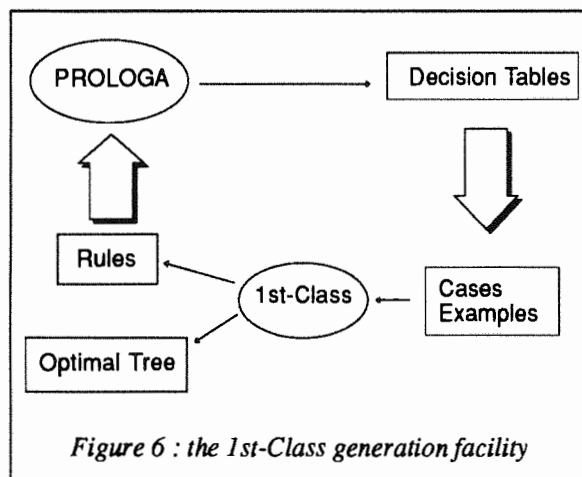 PROLOGA
Decision Tables
Rules
1st-Class
Cases
Examples
Optimal Tree
Figure 6 : the 1st-Class generation facility